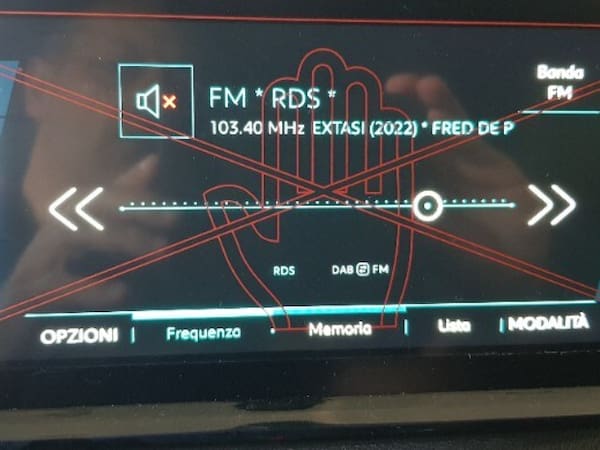 Banda
FM
FM * RDS *
103.40 MHz EXTASI (2022) * FRED DE P
RDS DAB FM
OPZIONI | Frequenza Memoria | Lista | MODALITÀ